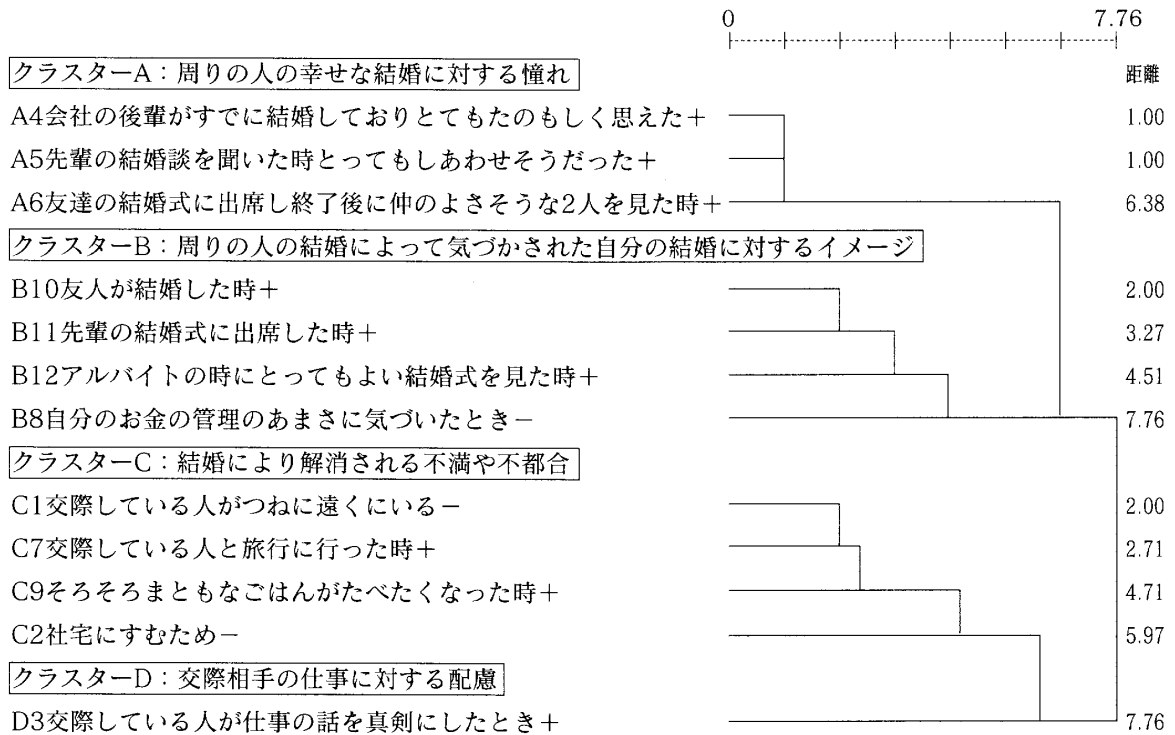 0 7.76
クラスターA：周りの人の幸せな結婚に対する憧れ 距離
A4会社の後輩がすでに結婚しておりとてもたのもしく思えた＋ 1.00
A5先輩の結婚談を聞いた時とってもしあわせそうだった＋ 1.00
A6友達の結婚式に出席し終了後に仲のよさそうな2人を見た時＋ 6.38
クラスターB：周りの人の結婚によって気づかされた自分の結婚に対するイメージ
B10友人が結婚した時＋ 2.00
B11先輩の結婚式に出席した時＋ 3.27
B12アルバイトの時にとってもよい結婚式を見た時＋ 4.51
B8自分のお金の管理のあまさに気づいたとき－ 7.76
クラスターC：結婚により解消される不満や不都合
C1交際している人がつねに遠くにいる－ 2.00
C7交際している人と旅行に行った時＋ 2.71
C9そろそろまともなごはんがたべたくなった時＋ 4.71
C2社宅にすむため－ 5.97
クラスターD：交際相手の仕事に対する配慮
D3交際している人が仕事の話を真剣にしたとき＋ 7.76